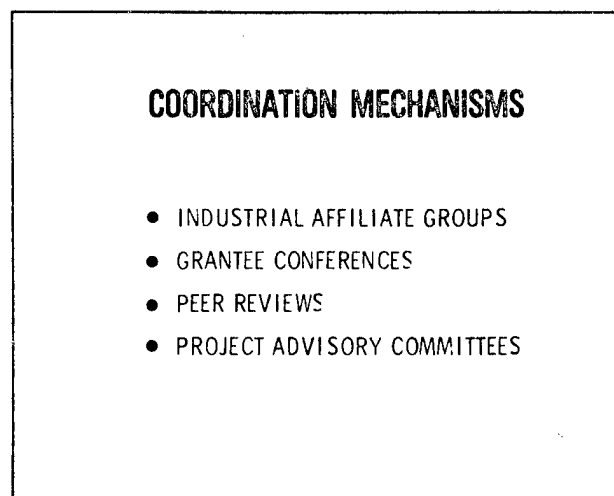 COORDINATION MECHANISMS
● INDUSTRIAL AFFILIATE GROUPS
● GRANTEE CONFERENCES
● PEER REVIEWS
● PROJECT ADVISORY COMMITTEES